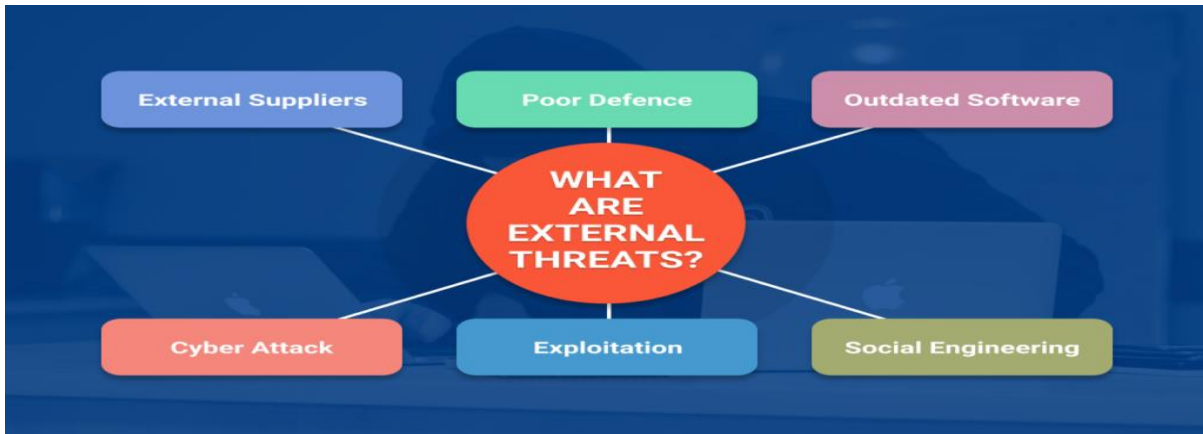 External Suppliers
Poor Defence
Outdated Software
WHAT
ARE
EXTERNAL
THREATS?
Cyber Attack
Exploitation
Social Engineering